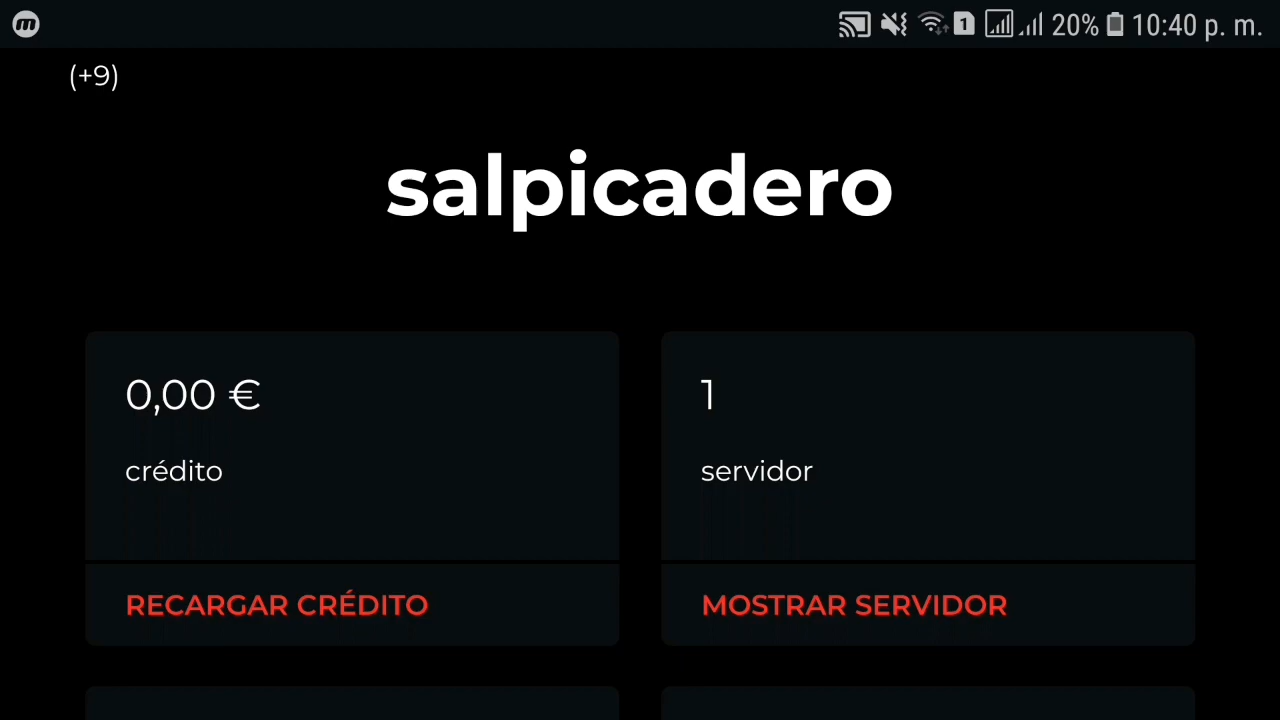 20% 10:40 p. m.
(+9)
salpicadero
0,00 €
crédito
RECARGAR CRÉDITO
1
servidor
MOSTRAR SERVIDOR